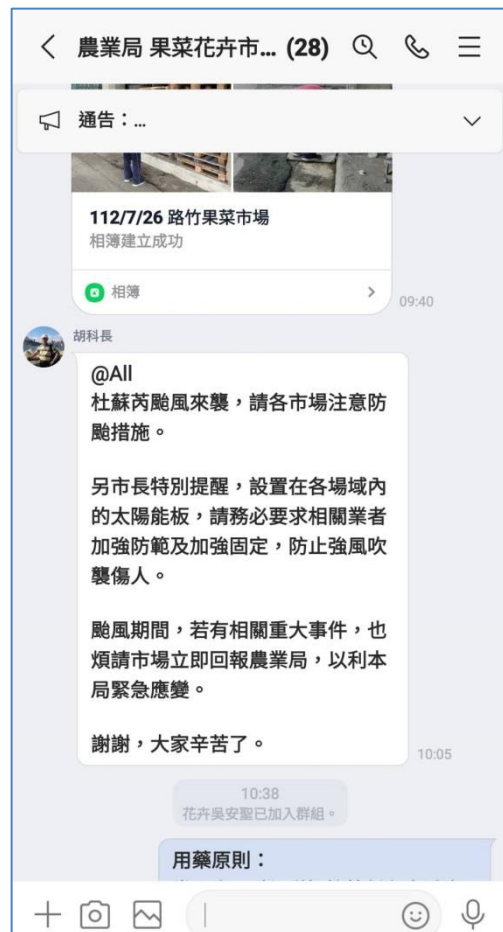 農業局 果菜花卉市... (28)
通告：...
112/7/26 路竹果菜市場
相簿建立成功
相簿
09:40
胡科長
@All
杜蘇芮颱風來襲，請各市場注意防
颱措施。
另市長特別提醒，設置在各場域內
的太陽能板，請務必要求相關業者
加強防範及加強固定，防止強風吹
襲傷人。
颱風期間，若有相關重大事件，也
煩請市場立即回報農業局，以利本
局緊急應變。
謝謝，大家辛苦了。
10:05
10:38
花卉吳安聖已加入群組。
用藥原則：